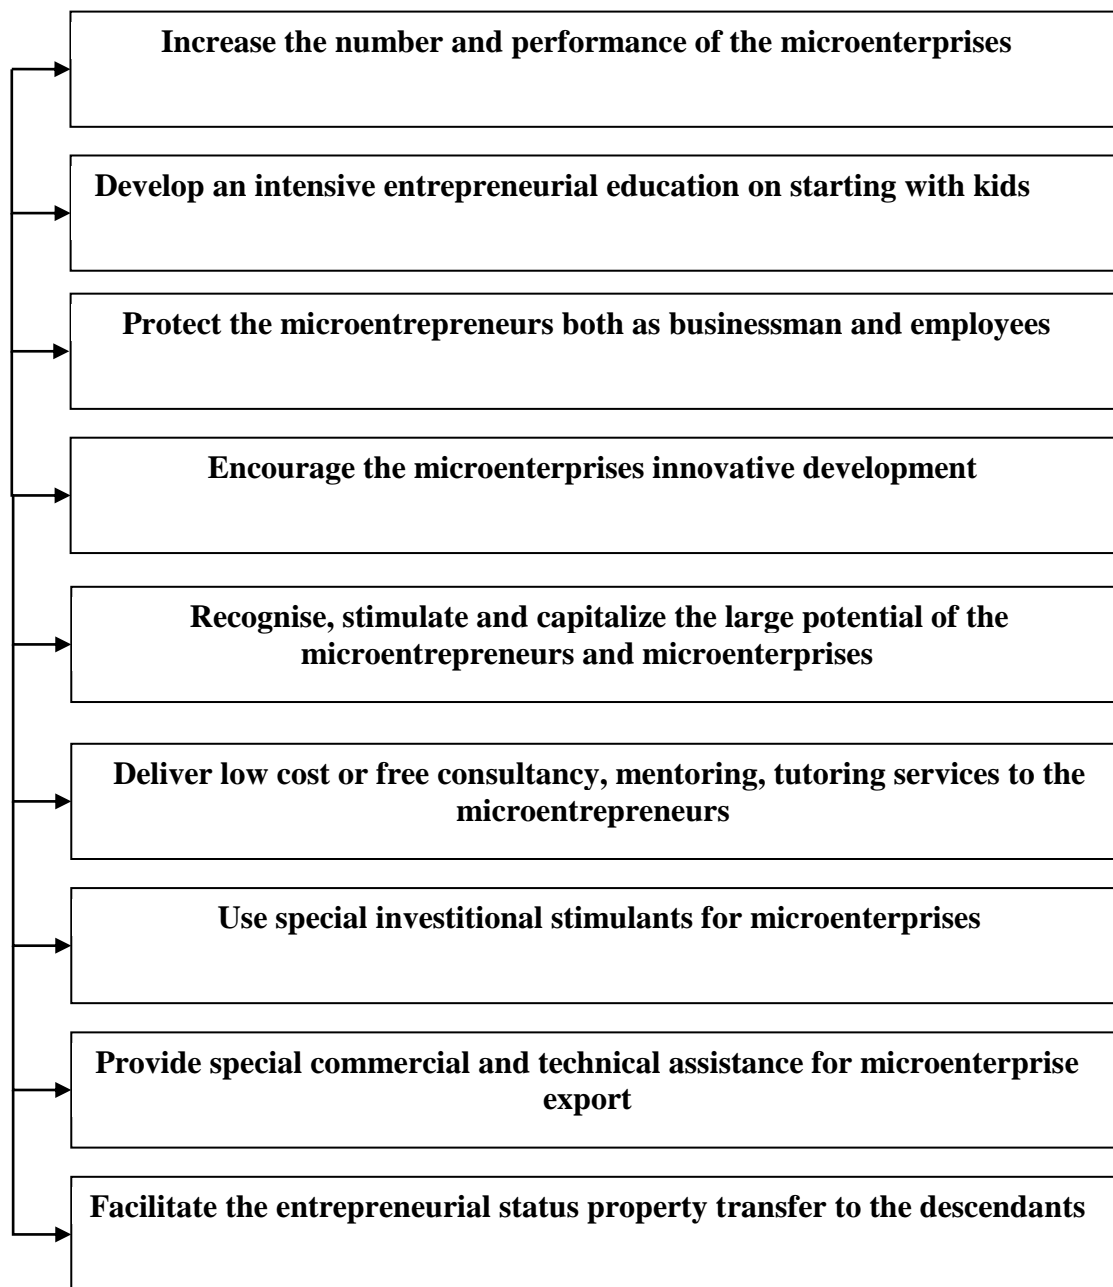 Increase the number and performance of the microenterprises
Develop an intensive entrepreneurial education on starting with kids
Protect the microentrepreneurs both as businessman and employees
Encourage the microenterprises innovative development
Recognise, stimulate and capitalize the large potential of the
microentrepreneurs and microenterprises
Deliver low cost or free consultancy, mentoring, tutoring services to the
microentrepreneurs
Use special investitional stimulants for microenterprises
Provide special commercial and technical assistance for microenterprise
export
Facilitate the entrepreneurial status property transfer to the descendants